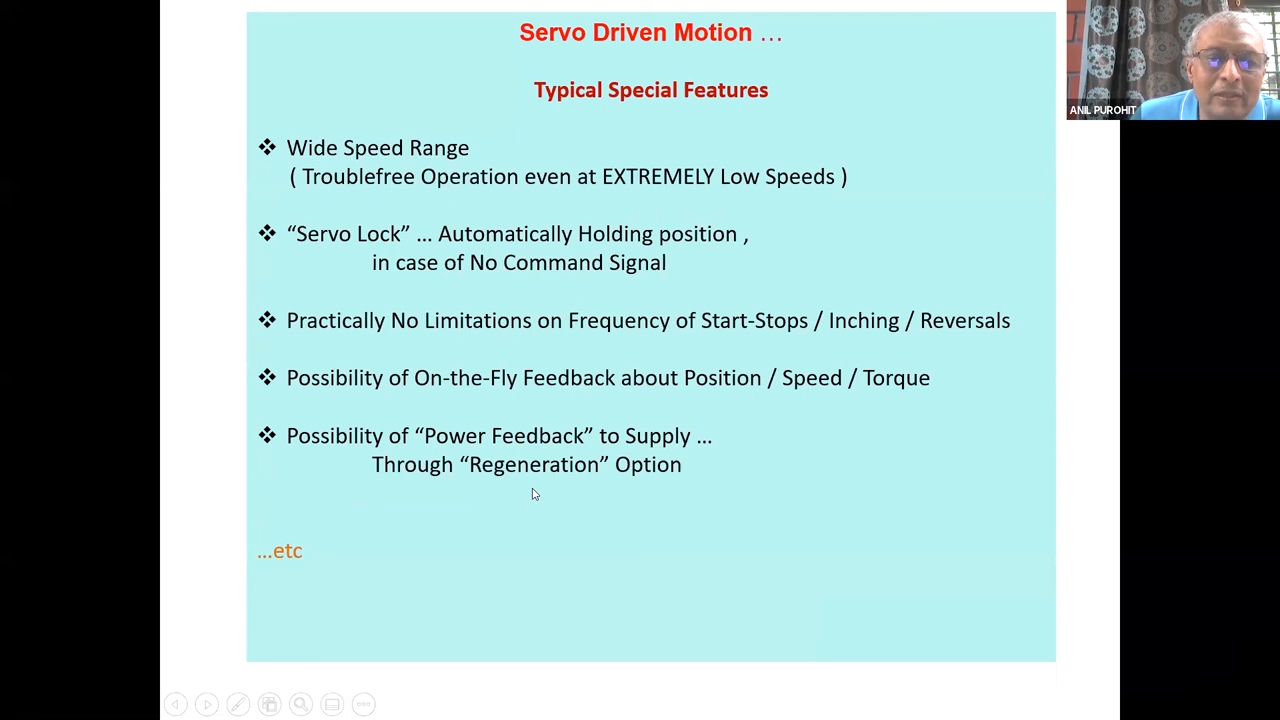 Servo Driven Motion …
Typical Special Features
❖ Wide Speed Range
( Troublefree Operation even at EXTREMELY Low Speeds )
❖ “Servo Lock” … Automatically Holding position ,
in case of No Command Signal
❖ Practically No Limitations on Frequency of Start-Stops / Inching / Reversals
❖ Possibility of On-the-Fly Feedback about Position / Speed / Torque
❖ Possibility of “Power Feedback” to Supply …
Through “Regeneration” Option
…etc
ANIL PUROHIT